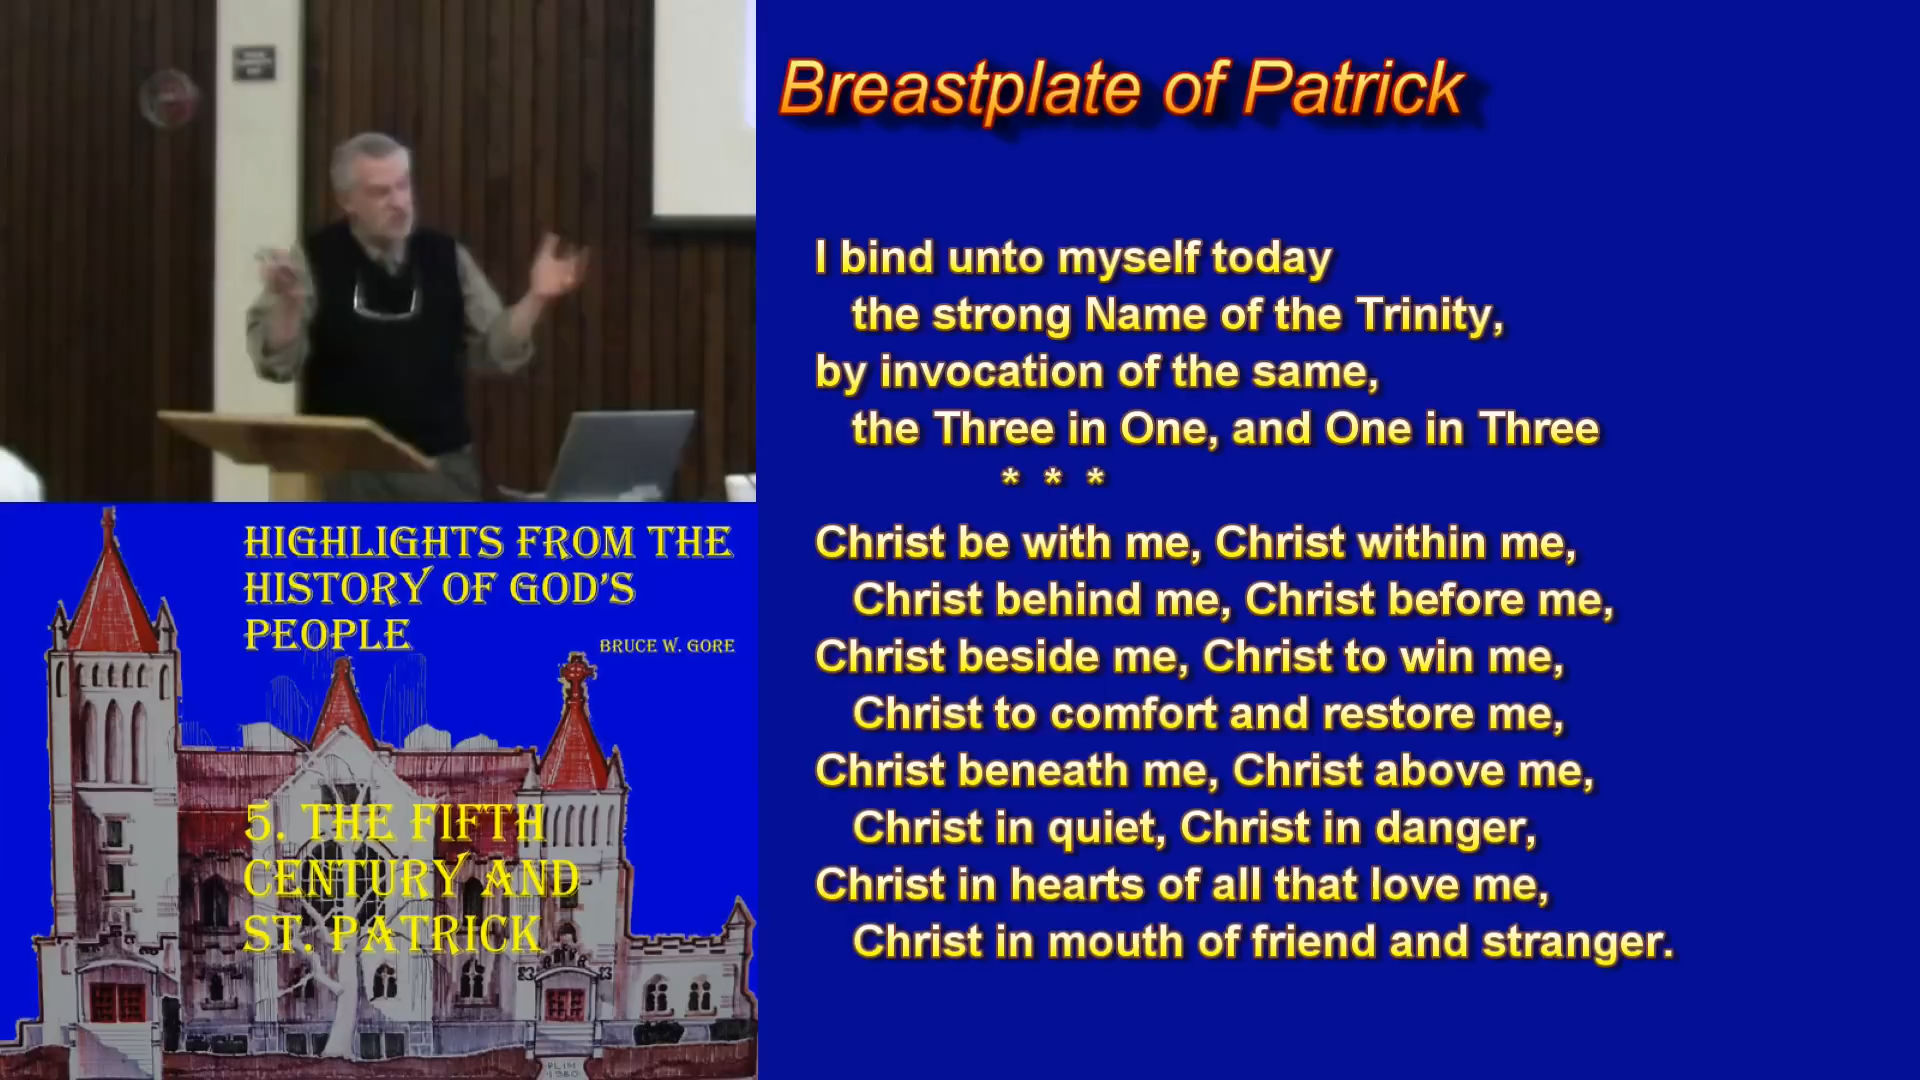 Breastplate of Patrick
I bind unto myself today
the strong Name of the Trinity,
by invocation of the same,
the Three in One, and One in Three
* * *
Christ be with me, Christ within me,
Christ behind me, Christ before me,
Christ beside me, Christ to win me,
Christ to comfort and restore me,
Christ beneath me, Christ above me,
Christ in quiet, Christ in danger,
Christ in hearts of all that love me,
Christ in mouth of friend and stranger.
HIGHLIGHTS FROM THE
HISTORY OF GOD'S
PEOPLE
BRUCE W. GORE
5. THE FIFTH
CENTURY AND
ST. PATRICK